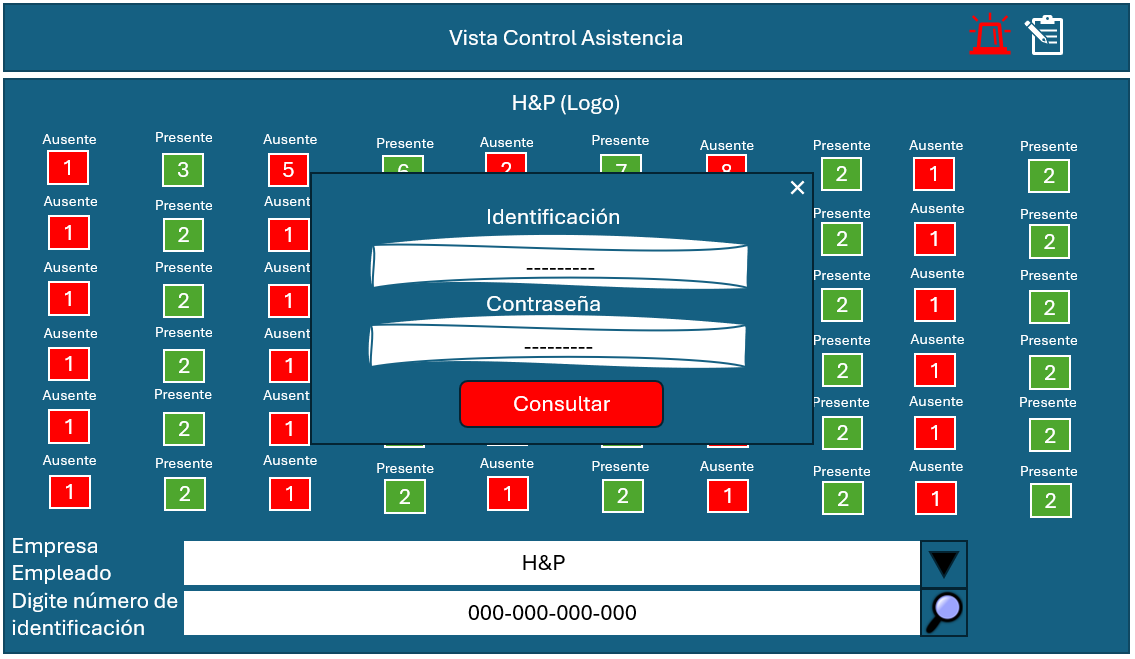 Vista Control Asistencia
H&P (Logo)
Ausente Presente Ausente Presente Ausente Presente Ausente Presente Ausente Presente
1 3 5 6 2 7 8 2 1 2
Ausente Presente Ausent Presente Ausente Presente
1 2 1 2 1 2
Ausente Presente Ausent Presente Ausente Presente
1 2 1 2 1 2
Ausente Presente Ausent Presente Ausente Presente
1 2 1 2 1 2
Ausente Presente Ausent Presente Ausente Presente
1 2 1 2 1 2
Ausente Presente Ausente Presente Ausente Presente Ausente Presente Ausente Presente
1 2 1 2 1 2 1 2 1 2
×
Identificación
---------
Contraseña
---------
Consultar
Empresa
Empleado
H&P
Digite número de
identificación
000-000-000-000